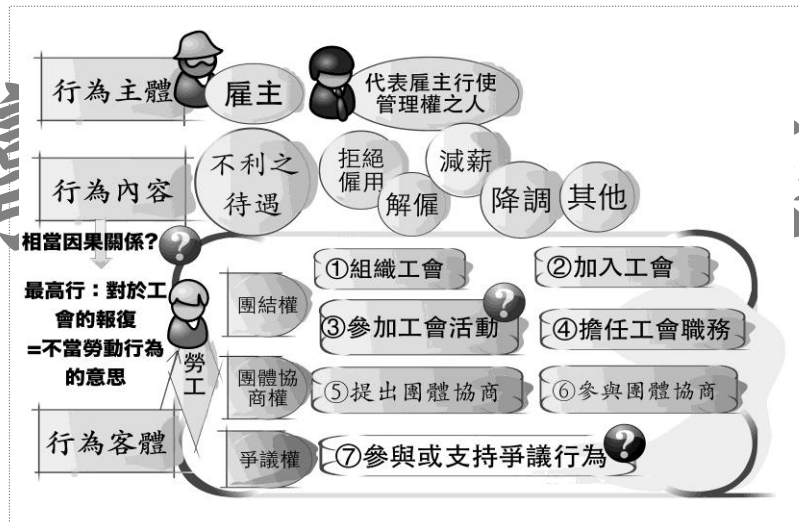 行為主體
雇主
代表雇主行使
管理權之人
行為內容
不利之
待遇
拒絕
僱用
解僱
減薪
降調
其他
相當因果關係?
?
最高行:對於工
會的報復
=不當勞動行為
的意思
勞
工
行為客體
團結權
①組織工會
②加入工會
?
③參加工會活動
④擔任工會職務
團體協
商權
⑤提出團體協商
⑥參與團體協商
爭議權
⑦參與或支持爭議行為
?